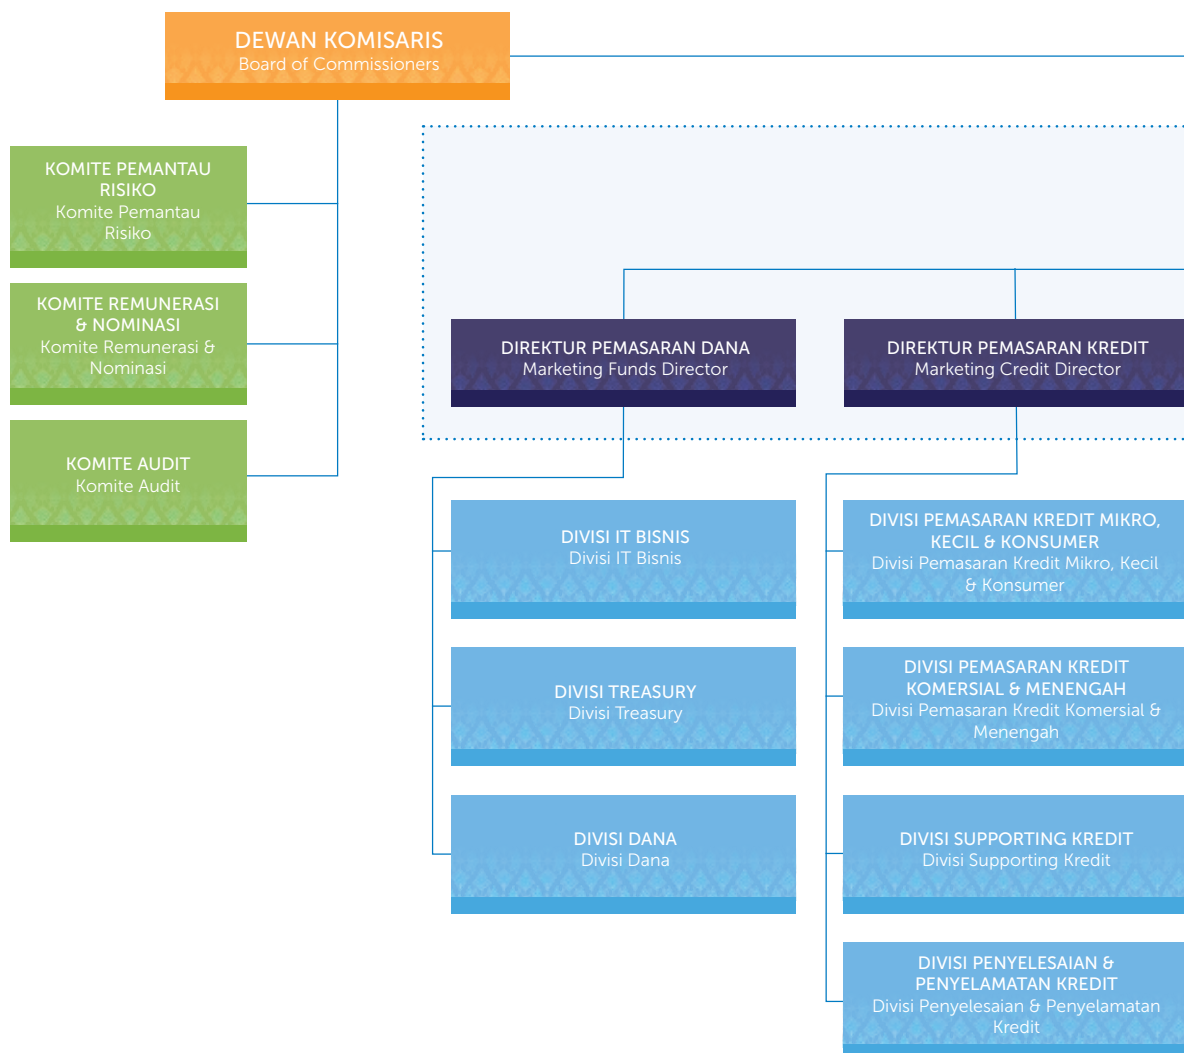 DEWAN KOMISARIS
Board of Commissioners
KOMITE PEMANTAU
RISIKO
Komite Pemantau
Risiko
KOMITE REMUNERASI
& NOMINASI
Komite Remunerasi &
Nominasi
KOMITE AUDIT
Komite Audit
DIREKTUR PEMASARAN DANA
Marketing Funds Director
DIREKTUR PEMASARAN KREDIT
Marketing Credit Director
DIVISI IT BISNIS
Divisi IT Bisnis
DIVISI TREASURY
Divisi Treasury
DIVISI DANA
Divisi Dana
DIVISI PEMASARAN KREDIT MIKRO,
KECIL & KONSUMER
Divisi Pemasaran Kredit Mikro, Kecil
& Konsumer
DIVISI PEMASARAN KREDIT
KOMERSIAL & MENENGAH
Divisi Pemasaran Kredit Komersial &
Menengah
DIVISI SUPPORTING KREDIT
Divisi Supporting Kredit
DIVISI PENYELESAIAN &
PENYELAMATAN KREDIT
Divisi Penyelesaian & Penyelamatan
Kredit